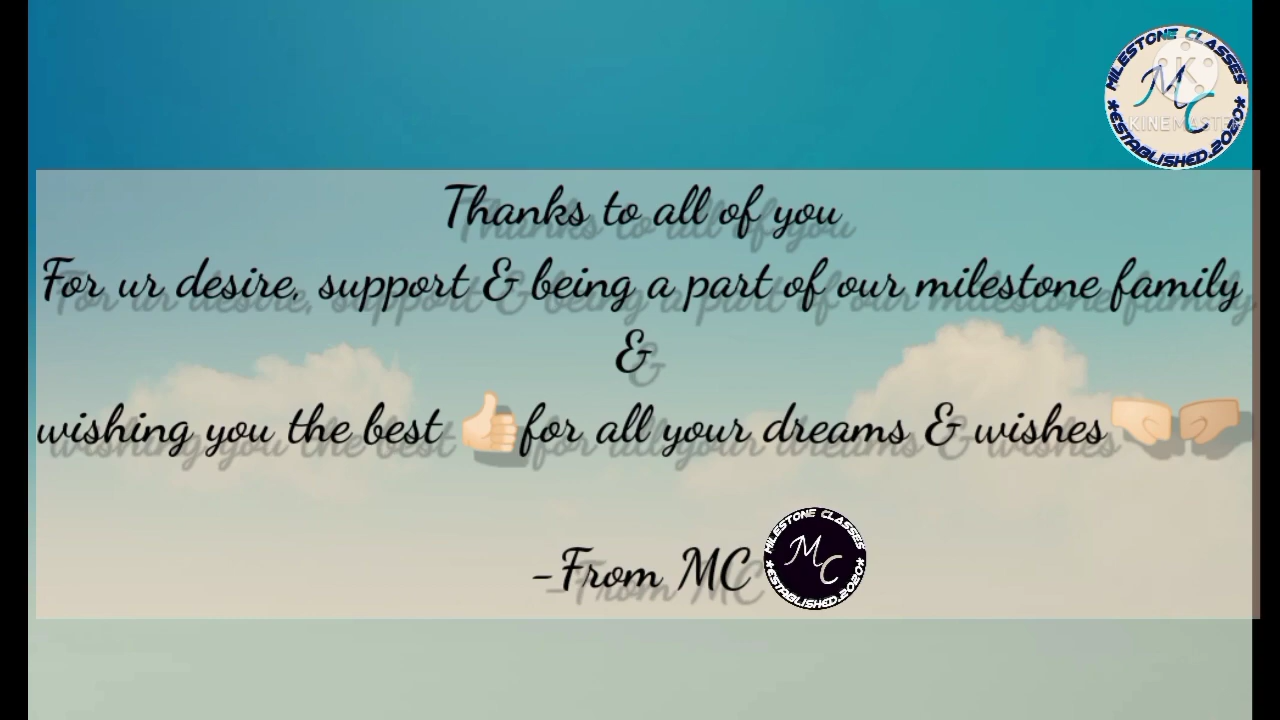 MILESTONE CLASSES
MC
KINEMASTER
*ESTABLISHED.2020*
Thanks to all of you
For ur desire, support & being a part of our milestone family
&
wishing you the best 👍for all your dreams & wishes🤜🤛
-From MC
MILESTONE CLASSES
MC
*ESTABLISHED.2020*